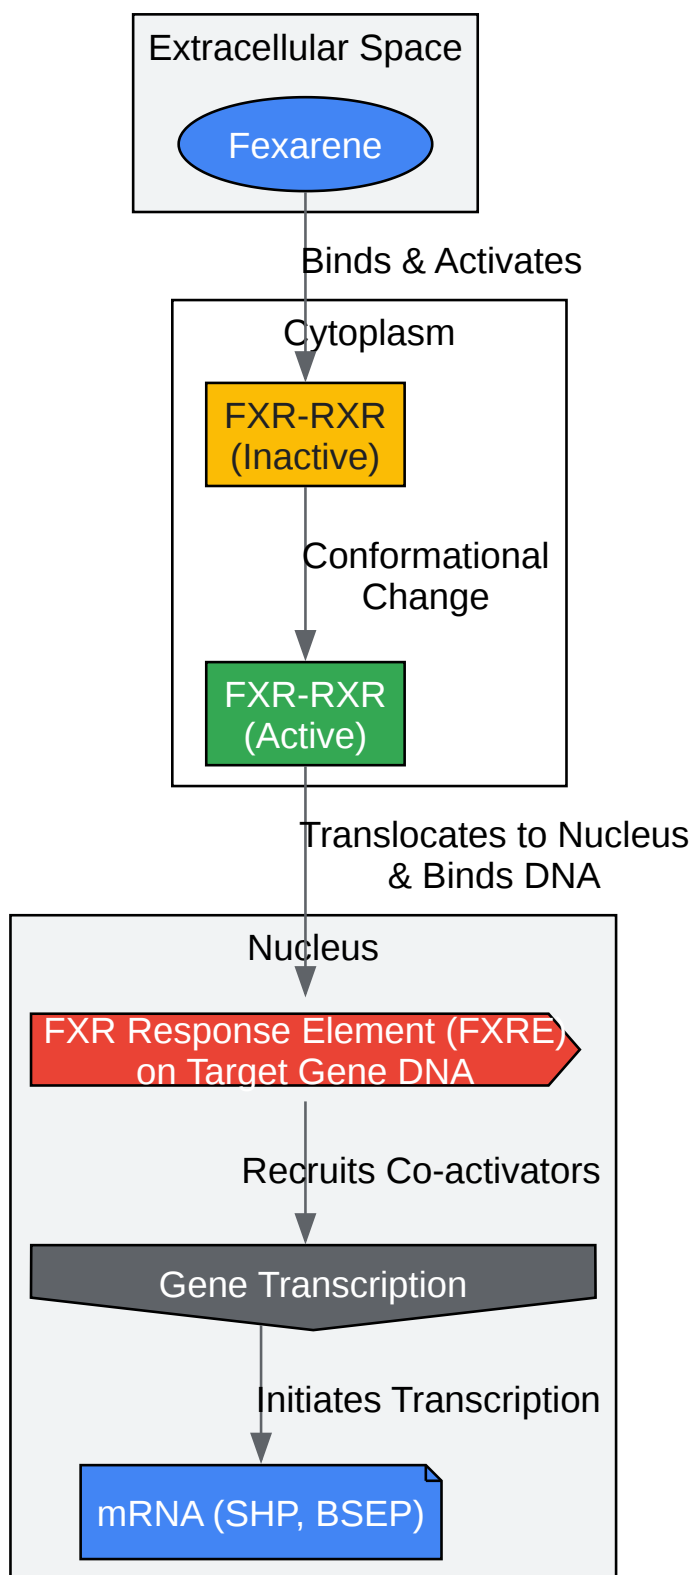 Extracellular Space
Fexarene
Binds & Activates
Cytoplasm
FXR-RXR
(Inactive)
Conformational
Change
FXR-RXR
(Active)
Translocates to Nucleus
& Binds DNA
Nucleus
FXR Response Element (FXRE)
on Target Gene DNA
Recruits Co-activators
Gene Transcription
Initiates Transcription
mRNA (SHP, BSEP)